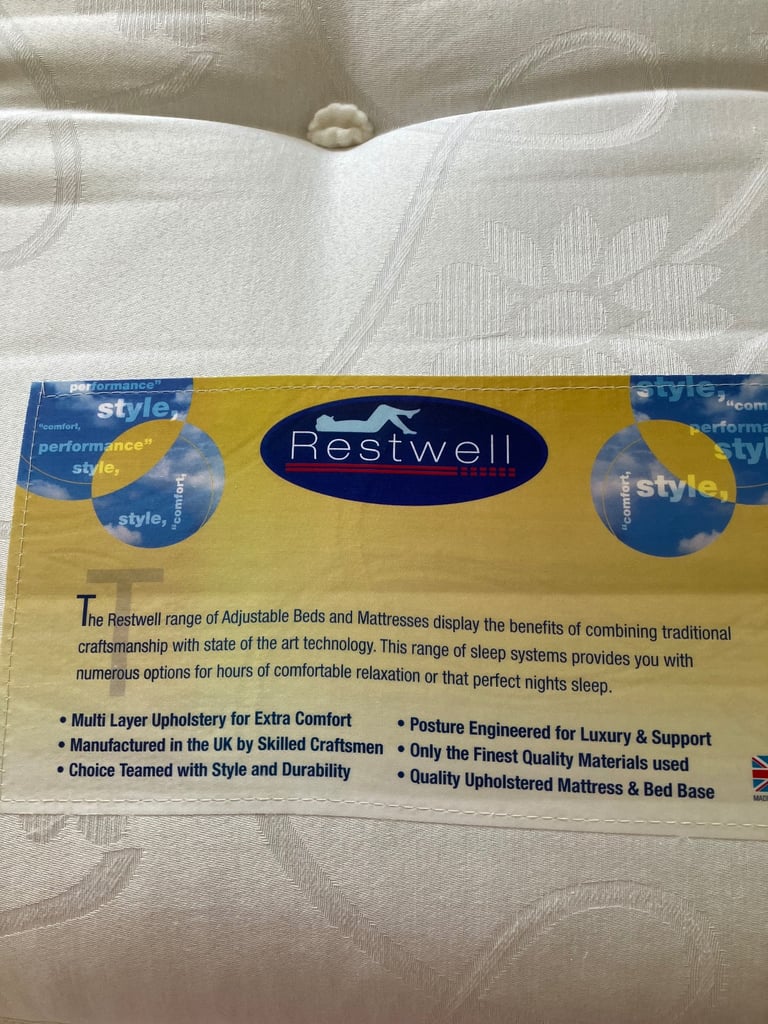 performance"
style,
"comfort,
performance"
style,
style,
"comfort,
Restwell
style,
"com
performa
styl
style,
"comfort,
The Restwell range of Adjustable Beds and Mattresses display the benefits of combining traditional
craftsmanship with state of the art technology. This range of sleep systems provides you with
numerous options for hours of comfortable relaxation or that perfect nights sleep.
• Multi Layer Upholstery for Extra Comfort
• Manufactured in the UK by Skilled Craftsmen
• Choice Teamed with Style and Durability
• Posture Engineered for Luxury & Support
• Only the Finest Quality Materials used
• Quality Upholstered Mattress & Bed Base
MAD